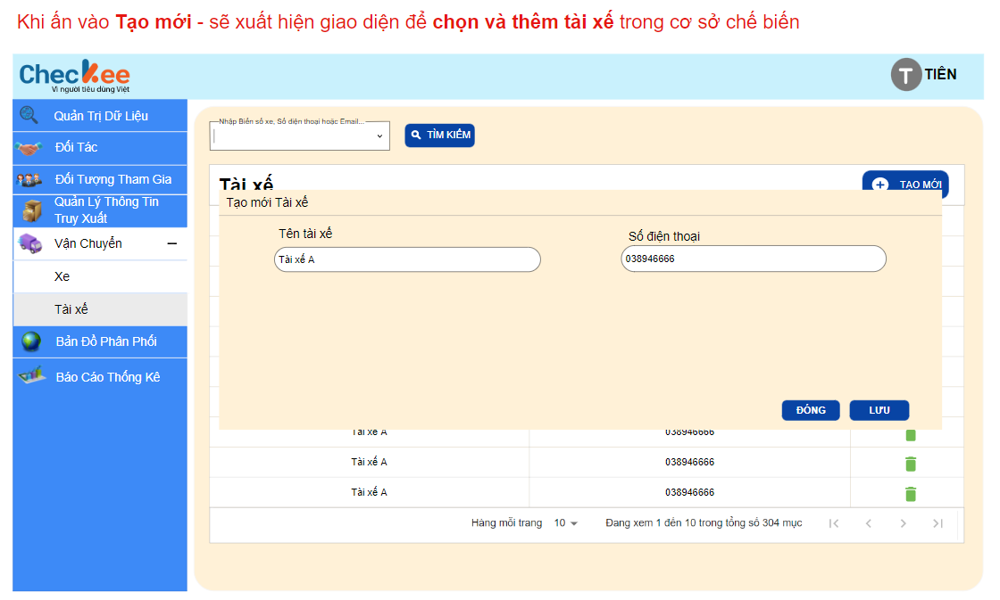 Khi ấn vào Tạo mới - sẽ xuất hiện giao diện để chọn và thêm tài xế trong cơ sở chế biến
Checkee
Vì người tiêu dùng Việt
T TIÊN
Quản Trị Dữ Liệu
Đối Tác
Đối Tượng Tham Gia
Quản Lý Thông Tin
Truy Xuất
Vận Chuyển
Xe
Tài xế
Bản Đồ Phân Phối
Báo Cáo Thống Kê
Nhập Biển số xe, Số điện thoại hoặc Email...
TÌM KIẾM
Tài xế
TẠO MỚI
Tạo mới Tài xế
Tên tài xế
Số điện thoại
Tài xế A
038946666
ĐÓNG
LƯU
Tài xế A 038946666
Tài xế A 038946666
Tài xế A 038946666
Hàng mỗi trang 10 Đang xem 1 đến 10 trong tổng số 304 mục